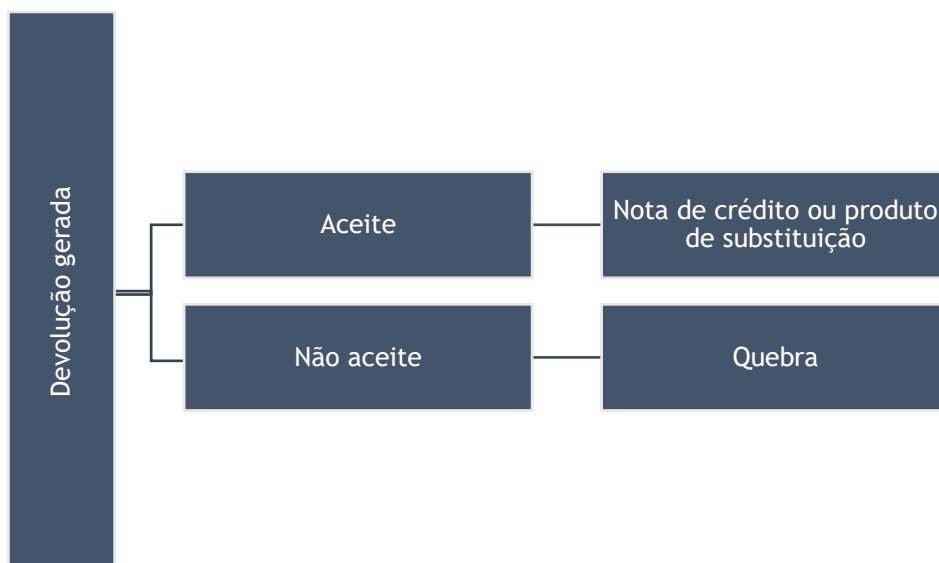 Devolução gerada
Aceite
Nota de crédito ou produto
de substituição
Não aceite
Quebra